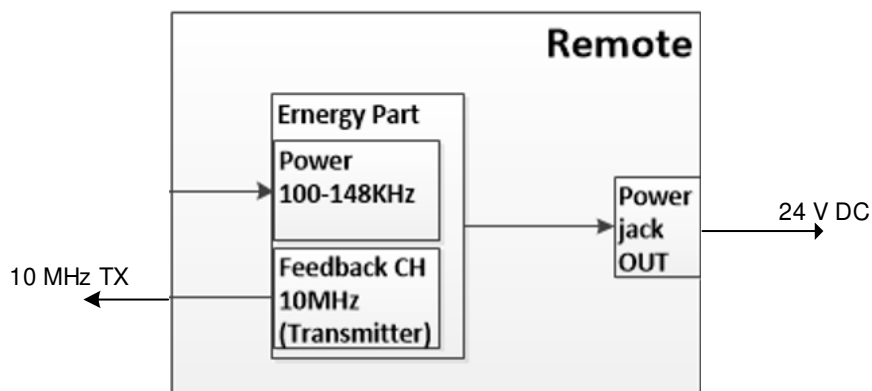 Remote
Ernergy Part
Power
100-148KHz
Power
jack
OUT
24 V DC
Feedback CH
10MHz
(Transmitter)
10 MHz TX